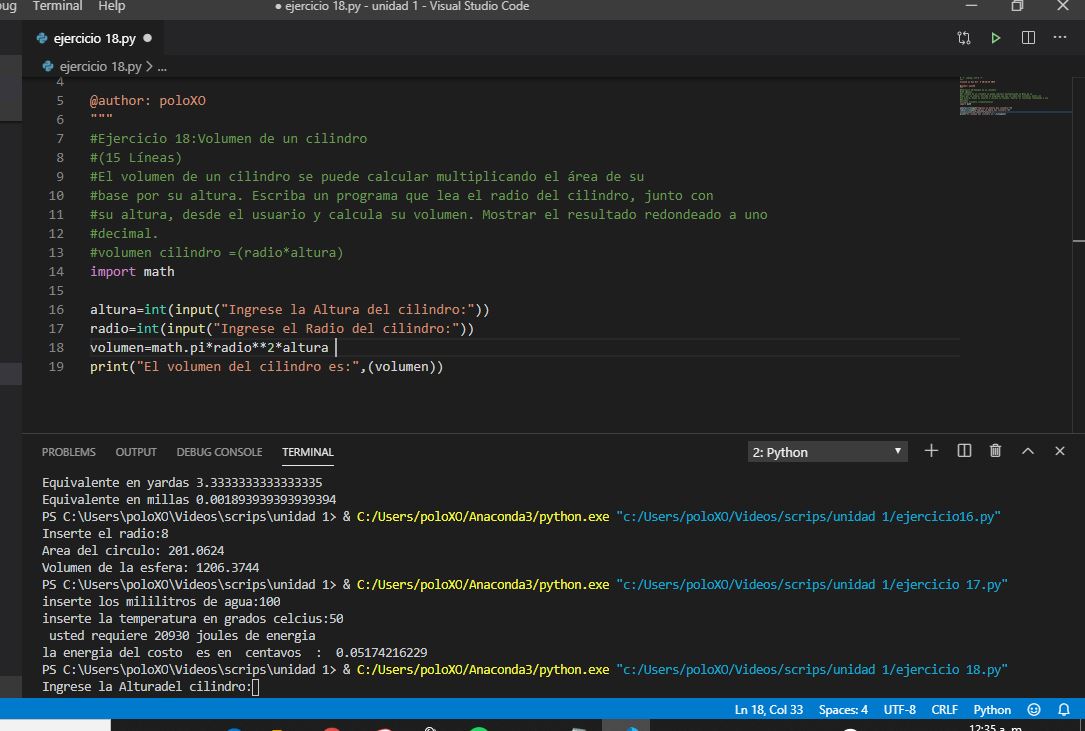 Terminal Help ● ejercicio 18.py - unidad 1 - Visual Studio Code
ejercicio 18.py ●
ejercicio 18.py > ...
4
5 @author: poloXO
6 """
7 #Ejercicio 18:Volumen de un cilindro
8 #(15 Líneas)
9 #El volumen de un cilindro se puede calcular multiplicando el área de su
10 #base por su altura. Escriba un programa que lea el radio del cilindro, junto con
11 #su altura, desde el usuario y calcula su volumen. Mostrar el resultado redondeado a uno
12 #decimal.
13 #volumen cilindro =(radio*altura)
14 import math
15
16 altura=int(input("Ingrese la Altura del cilindro:"))
17 radio=int(input("Ingrese el Radio del cilindro:"))
18 volumen=math.pi*radio**2*altura
19 print("El volumen del cilindro es:",(volumen))
PROBLEMS OUTPUT DEBUG CONSOLE TERMINAL 2: Python
Equivalente en yardas 3.3333333333333335
Equivalente en millas 0.001893939393939394
PS C:\Users\poloXO\Videos\scrips\unidad 1> & C:/Users/poloXO/Anaconda3/python.exe "c:/Users/poloXO/Videos/scrips/unidad 1/ejercicio16.py"
Inserte el radio:8
Area del circulo: 201.0624
Volumen de la esfera: 1206.3744
PS C:\Users\poloXO\Videos\scrips\unidad 1> & C:/Users/poloXO/Anaconda3/python.exe "c:/Users/poloXO/Videos/scrips/unidad 1/ejercicio 17.py"
inserte los mililitros de agua:100
inserte la temperatura en grados celcius:50
usted requiere 20930 joules de energia
la energia del costo es en centavos : 0.05174216229
PS C:\Users\poloXO\Videos\scrips\unidad 1> & C:/Users/poloXO/Anaconda3/python.exe "c:/Users/poloXO/Videos/scrips/unidad 1/ejercicio 18.py"
Ingrese la Alturadel cilindro:
Ln 18, Col 33 Spaces: 4 UTF-8 CRLF Python